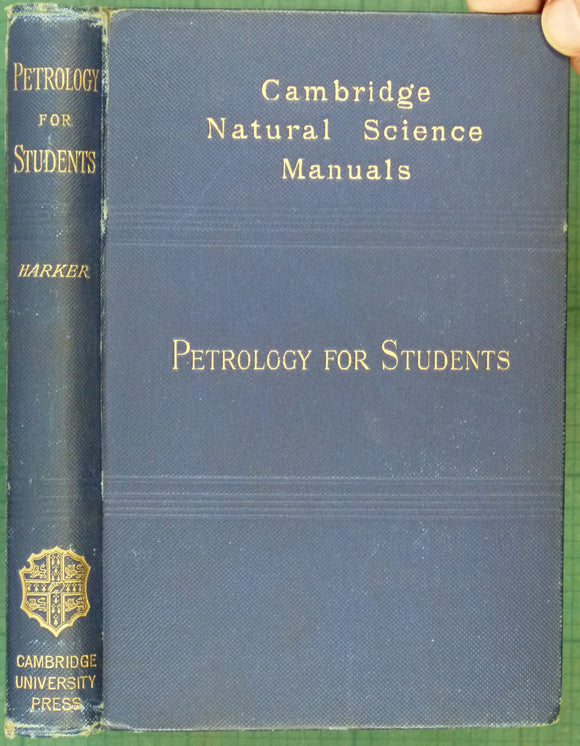 PETROLOGY
FOR
STUDENTS
HARKER
CAMBRIDGE
UNIVERSITY
PRESS
Cambridge
Natural Science
Manuals
PETROLOGY FOR STUDENTS